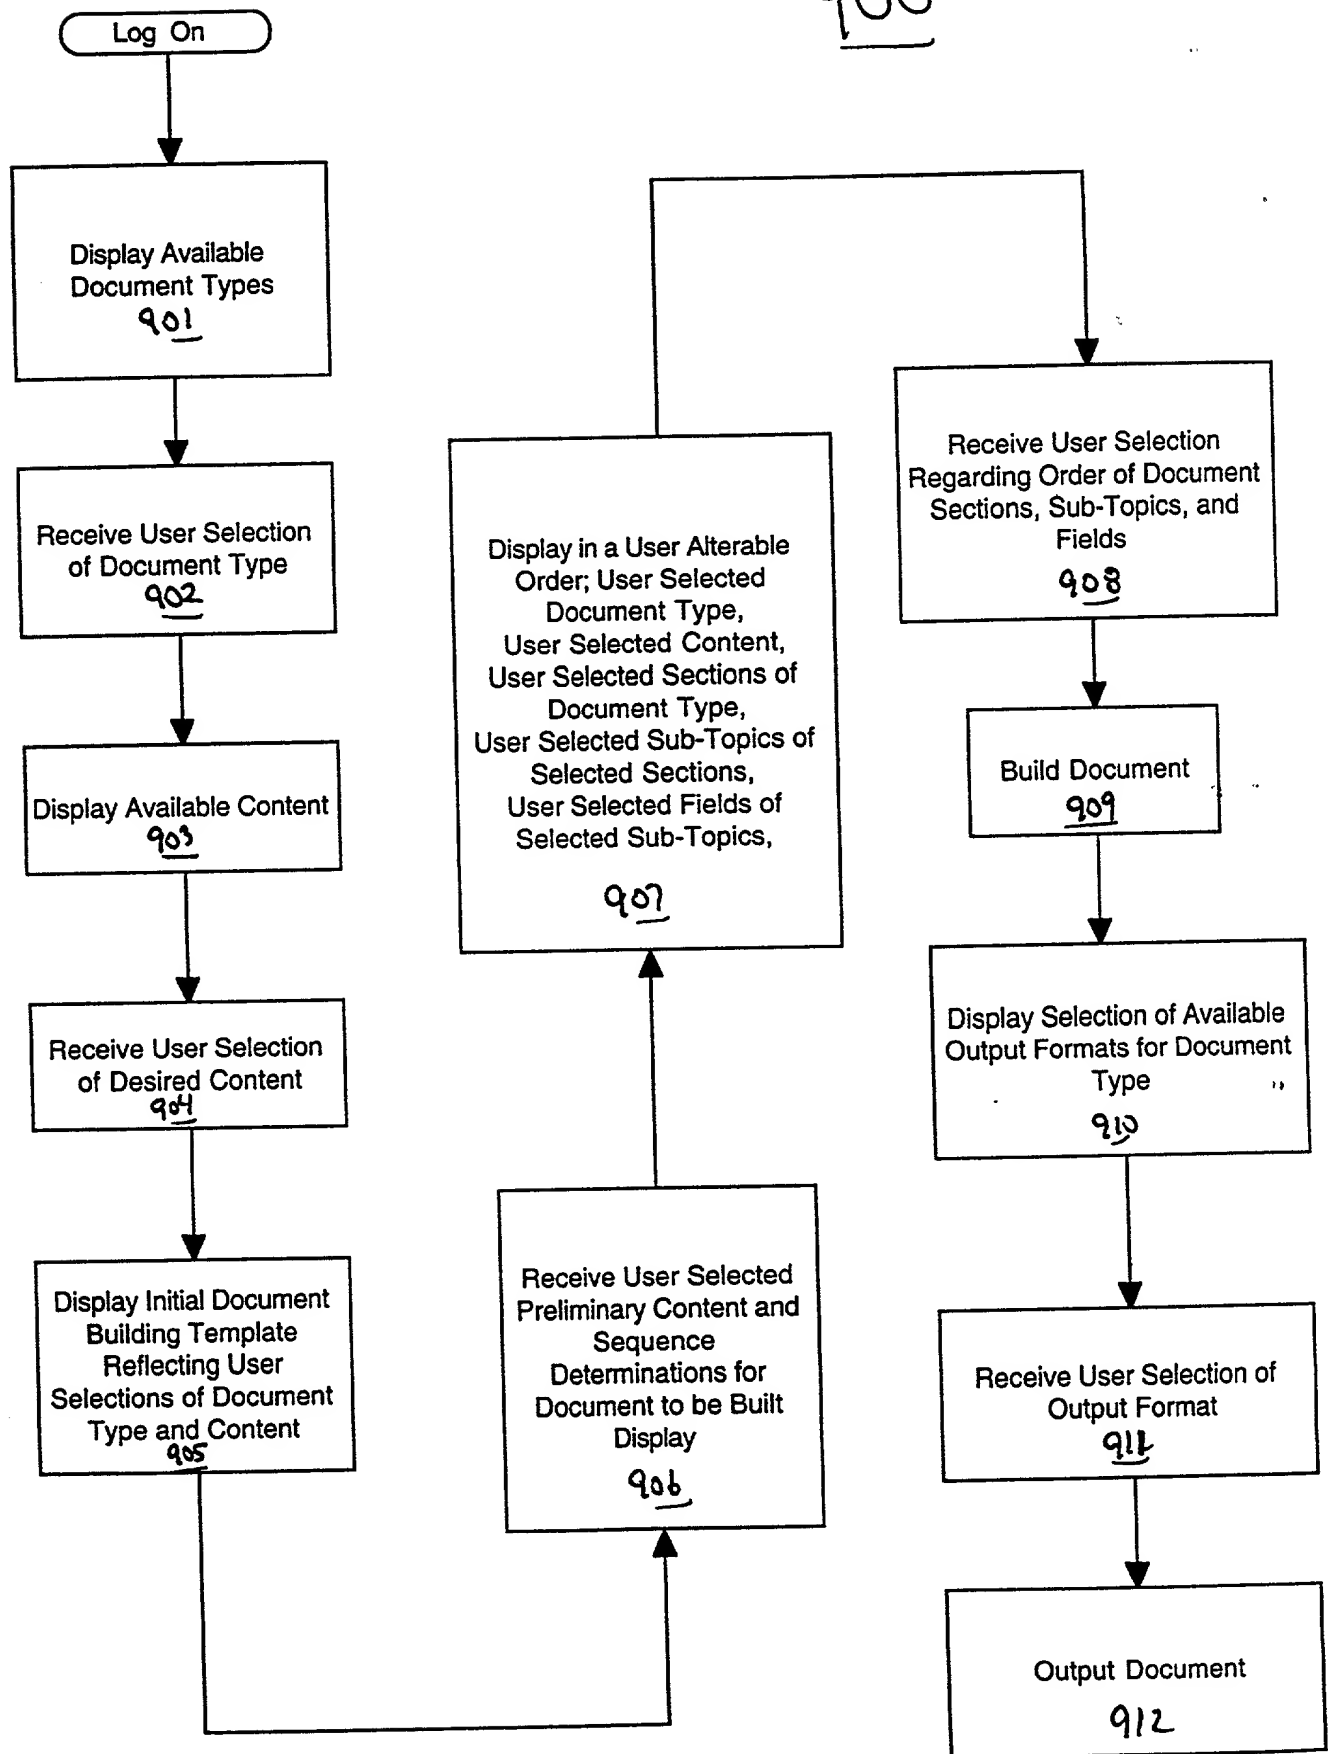 900
Log On
Display Available
Document Types
901
Receive User Selection
of Document Type
902
Display Available Content
903
Receive User Selection
of Desired Content
904
Display Initial Document
Building Template
Reflecting User
Selections of Document
Type and Content
905
Receive User Selected
Preliminary Content and
Sequence
Determinations for
Document to be Built
Display
906
Display in a User Alterable
Order; User Selected
Document Type,
User Selected Content,
User Selected Sections of
Document Type,
User Selected Sub-Topics of
Selected Sections,
User Selected Fields of
Selected Sub-Topics,
907
Receive User Selection
Regarding Order of Document
Sections, Sub-Topics, and
Fields
908
Build Document
909
Display Selection of Available
Output Formats for Document
Type
910
Receive User Selection of
Output Format
911
Output Document
912